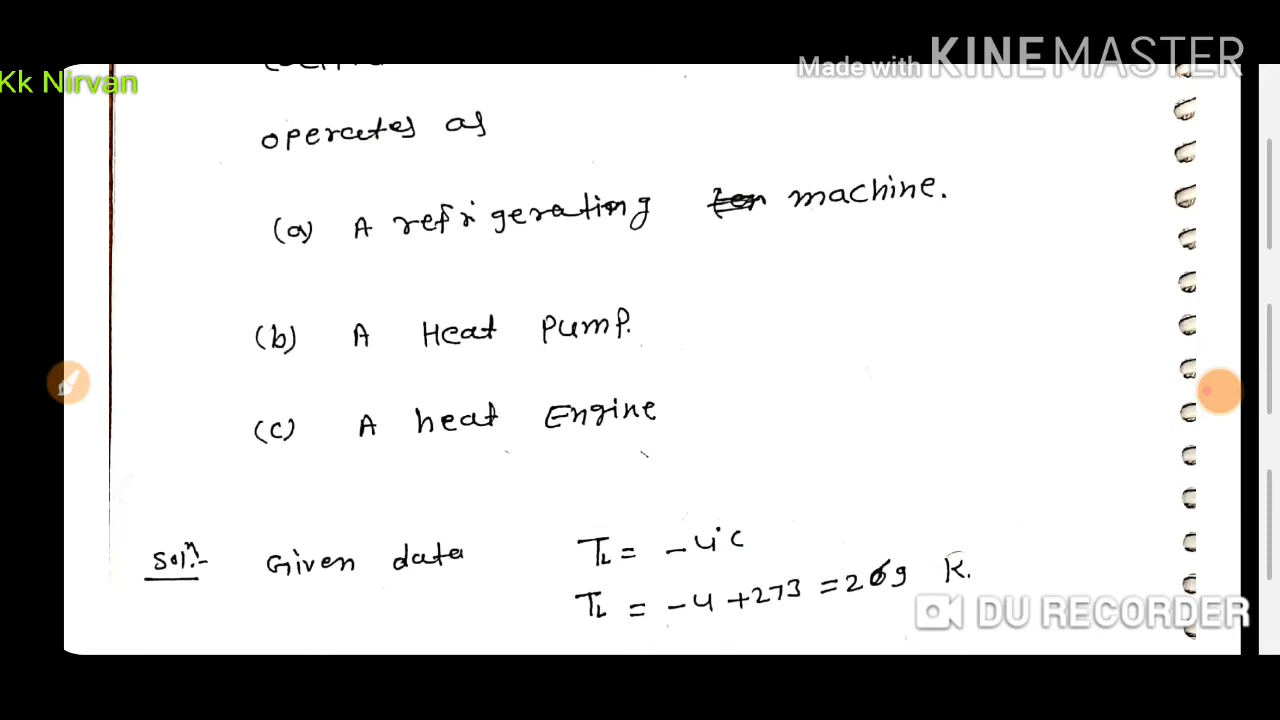 Made with KINEMASTER
Kk Nirvan
operates as
(a) A refrigerating machine.
(b) A Heat Pump.
(c) A heat Engine
Soln:- Given data TL = -4°C
TL = -4 +273 = 269 K.
DU RECORDER